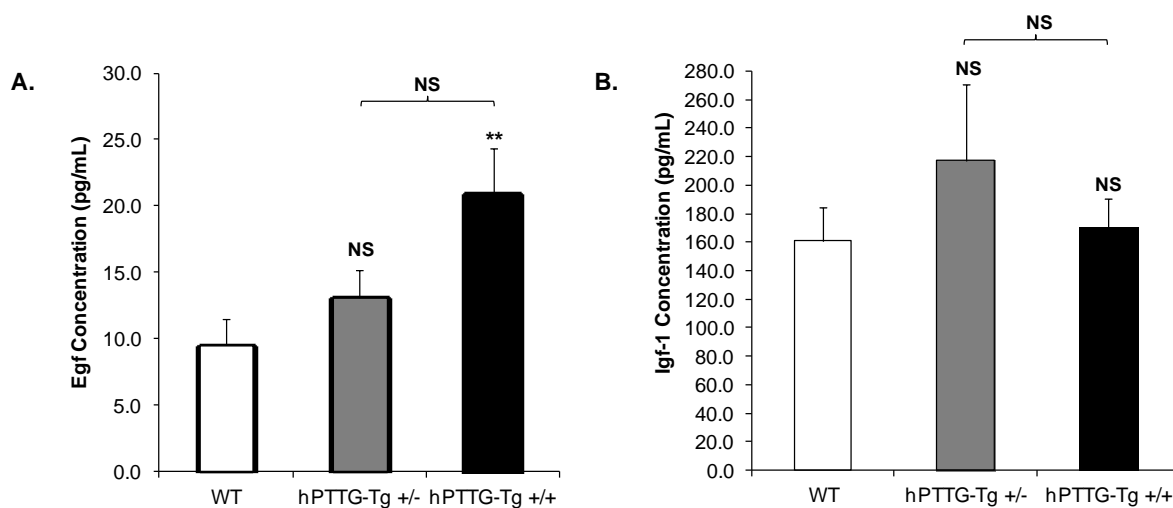 A.
Egf Concentration (pg/mL)
30.0
25.0
20.0
15.0
10.0
5.0
0.0
NS
**
NS
WT
hPTTG-Tg +/-
hPTTG-Tg +/+
B.
Igf-1 Concentration (pg/mL)
280.0
260.0
240.0
220.0
200.0
180.0
160.0
140.0
120.0
100.0
80.0
60.0
40.0
20.0
0.0
NS
NS
NS
WT
hPTTG-Tg +/-
hPTTG-Tg +/+